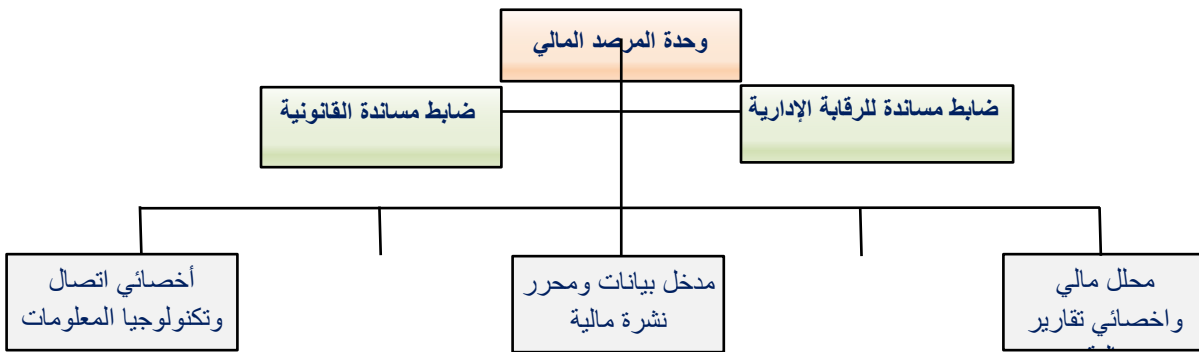 وحدة المرصد المالي
ضابط مساندة للرقابة الإدارية
ضابط مساندة القانونية
محلل مالي
واخصائي تقارير
مدخل بيانات ومحرر
نشرة مالية
أخصائي اتصال
وتكنولوجيا المعلومات